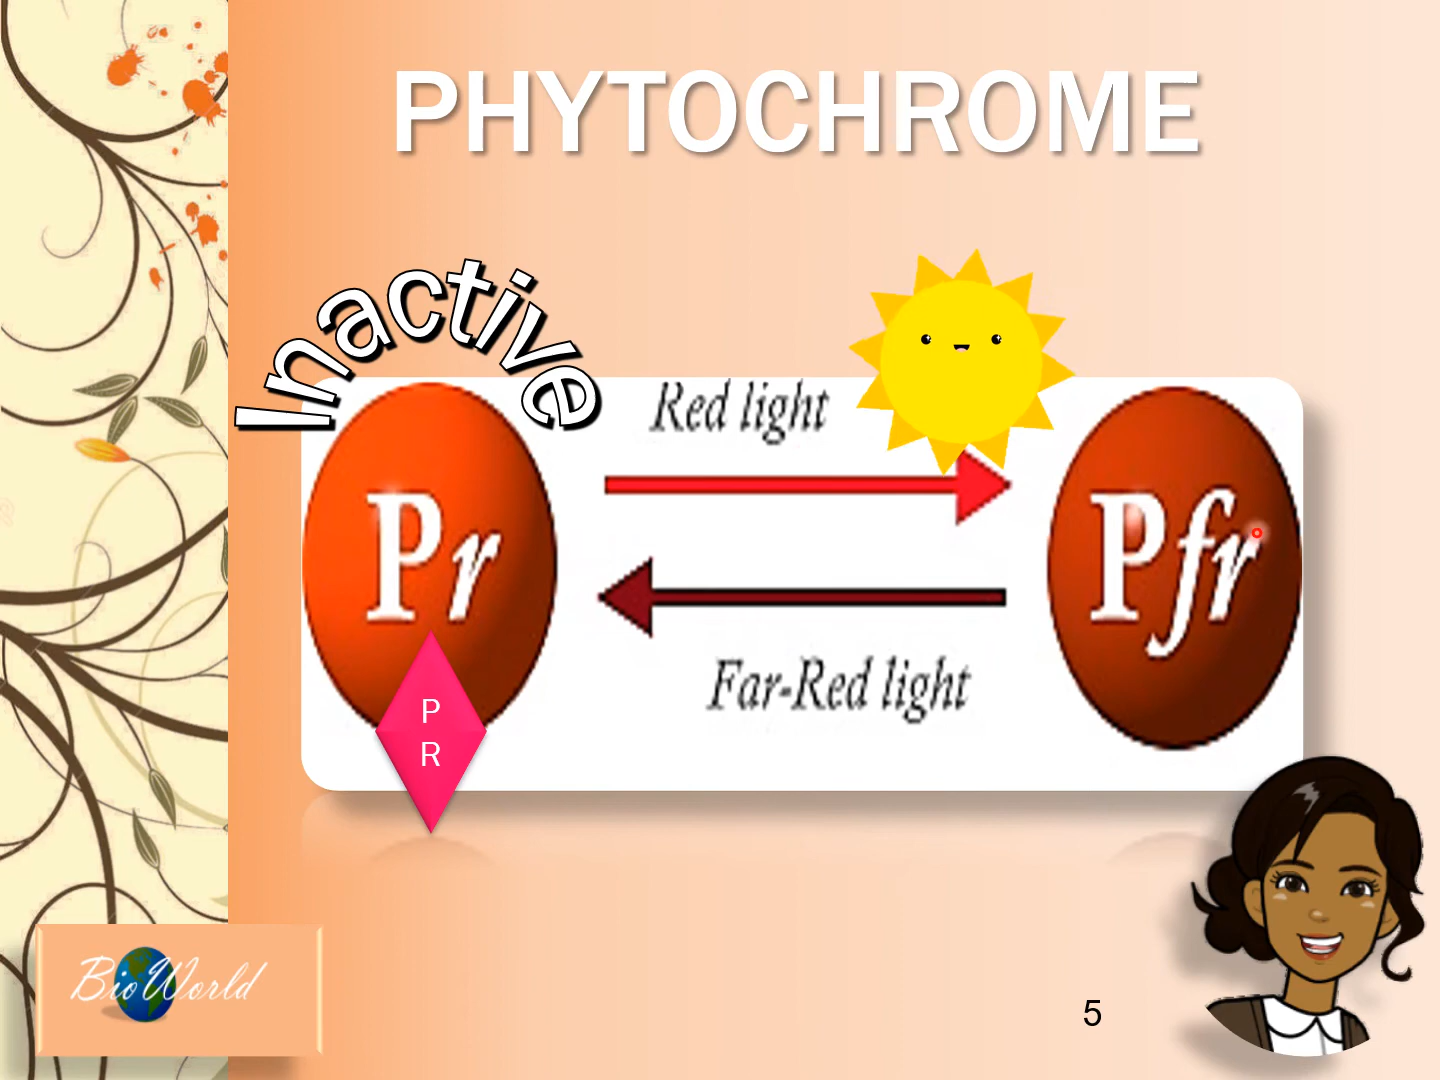 PHYTOCHROME
Inactive
Red light
Pr
Pfr
Far-Red light
P
R
BioWorld
5